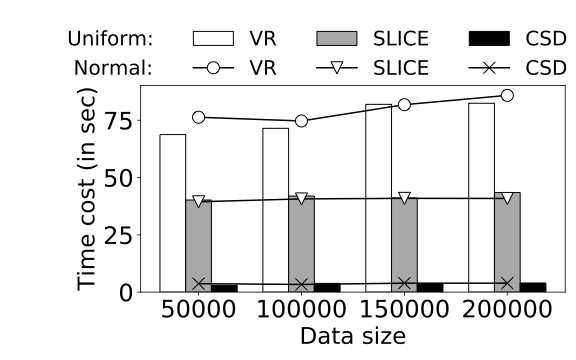 Uniform: VR SLICE CSD
Normal: VR SLICE CSD
Time cost (in sec)
75
50
25
0
50000 100000 150000 200000
Data size